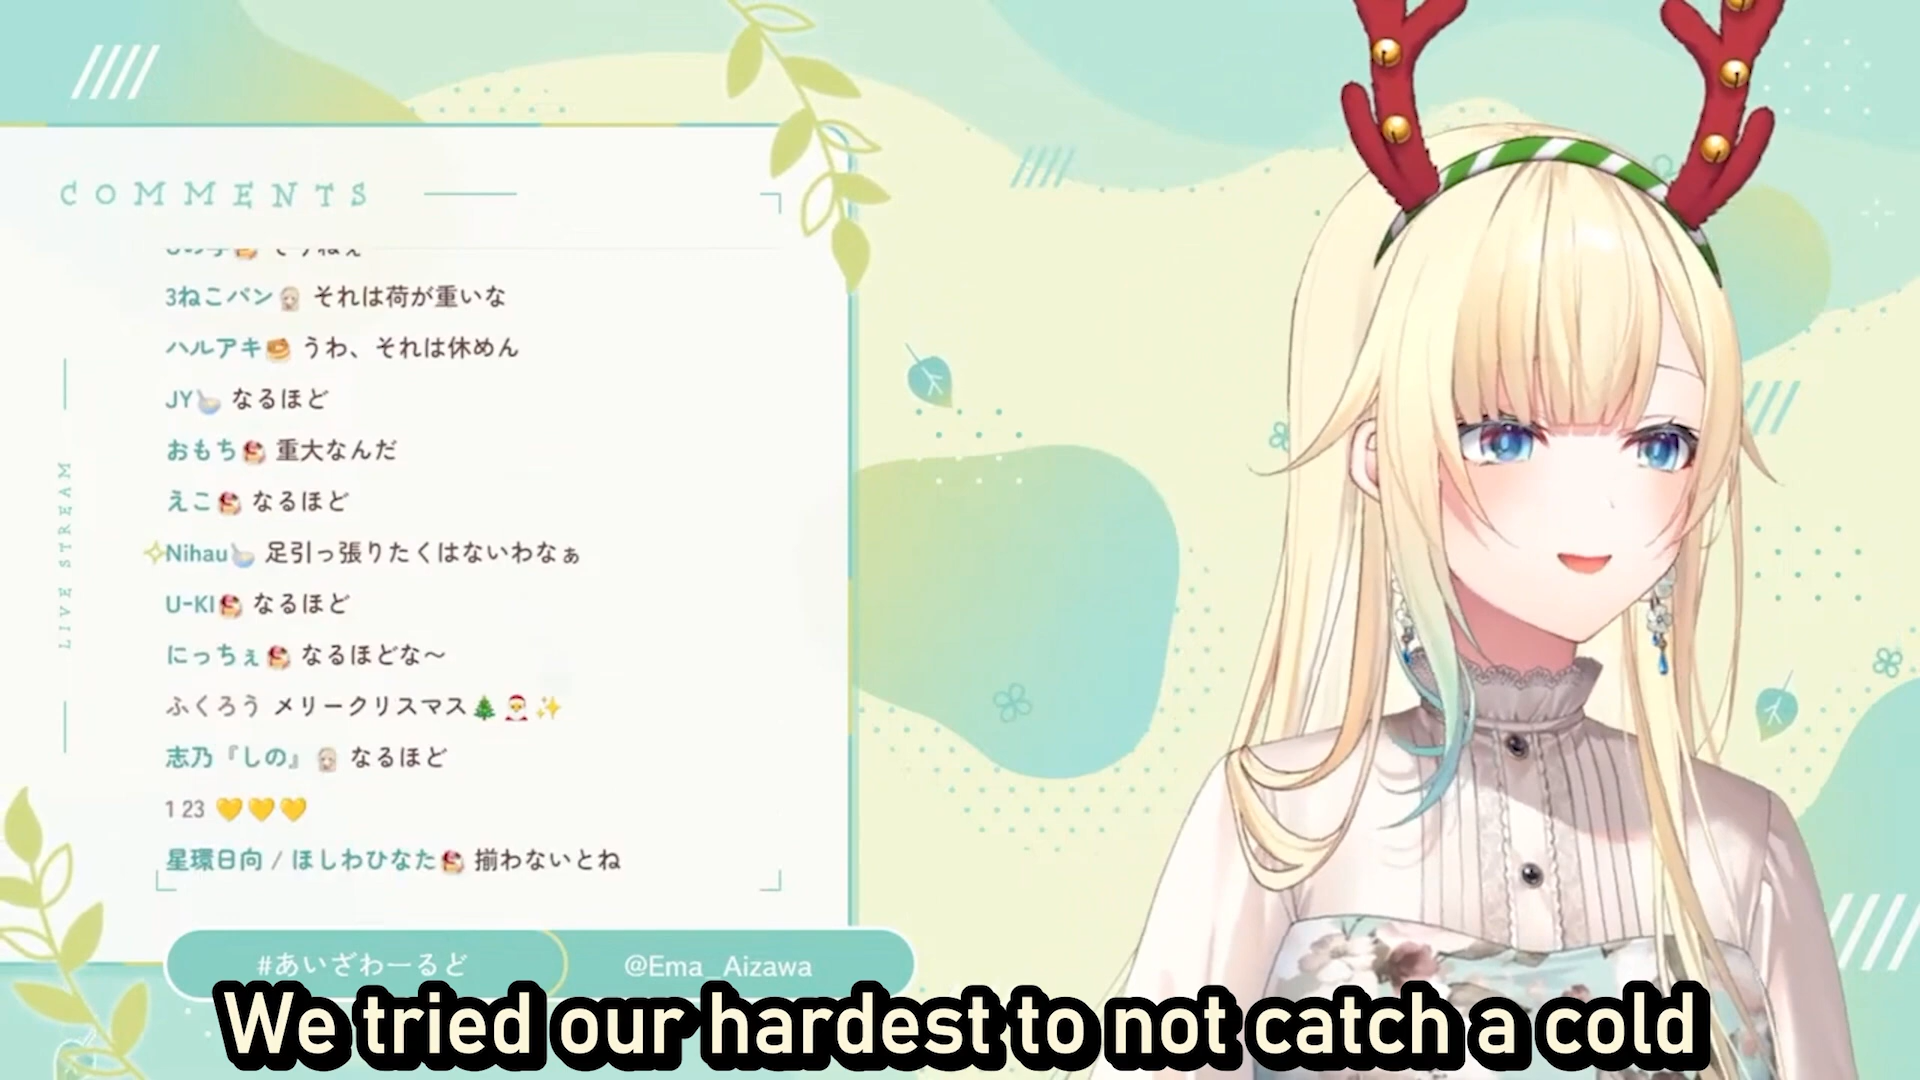 COMMENTS
3ねこパン それは荷が重いな
ハルアキ🥞 うわ、それは休めん
JY なるほど
おもち 重大なんだ
えこ なるほど
Nihau 足引っ張りたくはないわなぁ
U-KI なるほど
にっちぇ なるほどな〜
ふくろう メリークリスマス🎄🎅✨
志乃『しの』 なるほど
1 23 💛💛💛
星環日向 / ほしわひなた 揃わないとね
LIVE STREAM
#あいざわーるど
@Ema_Aizawa
We tried our hardest to not catch a cold